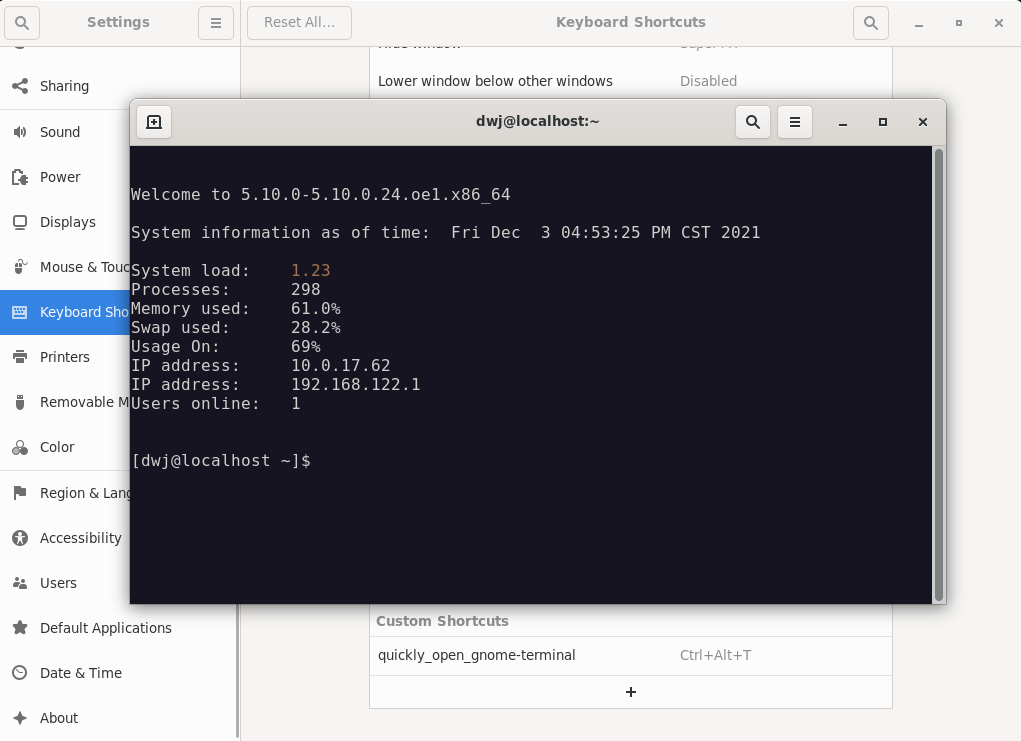 Settings
Reset All...
Keyboard Shortcuts
Sharing
Sound
Power
Displays
Mouse & Touc
Keyboard Sho
Printers
Removable M
Color
Region & Lang
Accessibility
Users
Default Applications
Date & Time
About
Hide window
Lower window below other windows Disabled
dwj@localhost:~
Welcome to 5.10.0-5.10.0.24.oe1.x86_64
System information as of time:  Fri Dec  3 04:53:25 PM CST 2021
System load:    1.23
Processes:      298
Memory used:    61.0%
Swap used:      28.2%
Usage On:       69%
IP address:     10.0.17.62
IP address:     192.168.122.1
Users online:   1
[dwj@localhost ~]$
Custom Shortcuts
quickly_open_gnome-terminal Ctrl+Alt+T
+